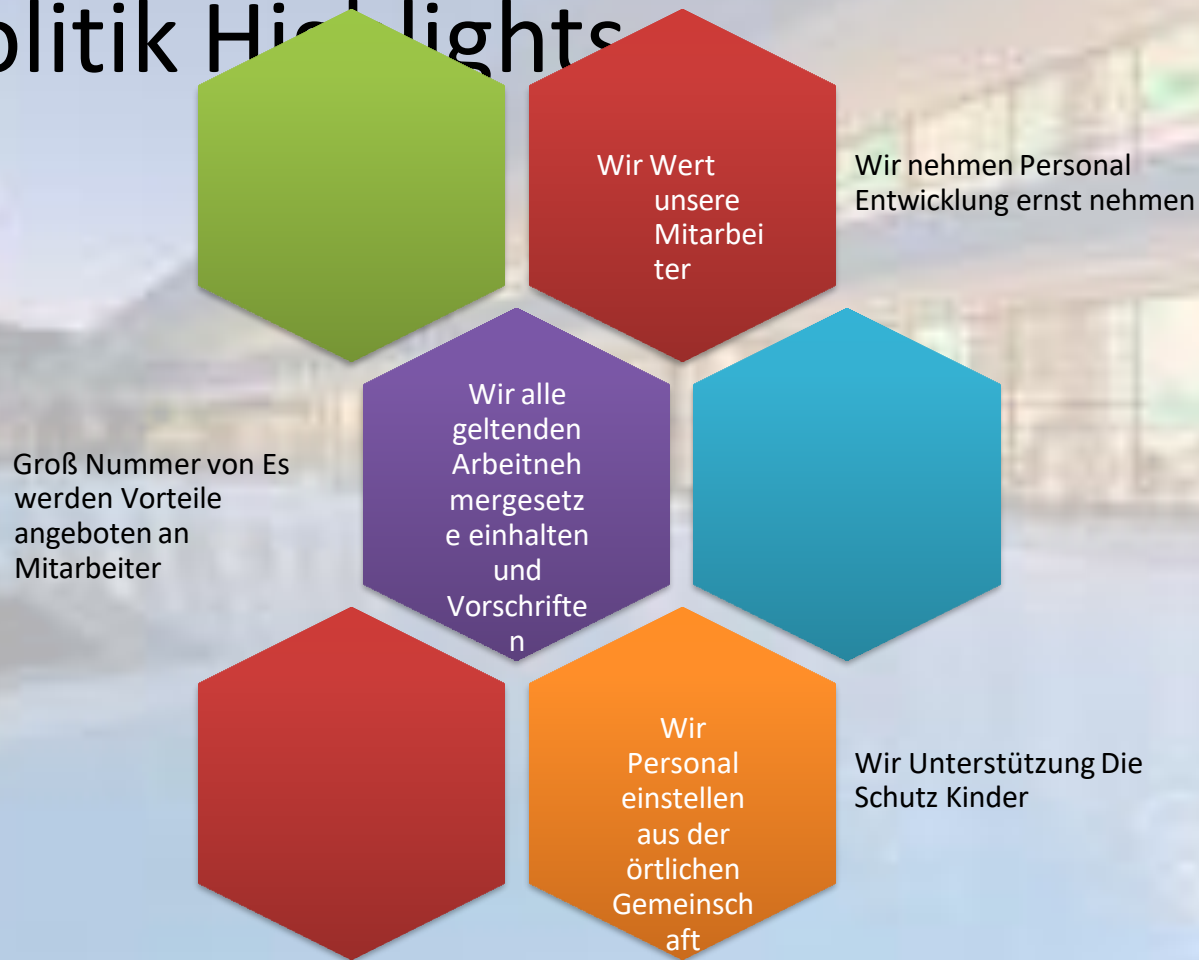 olitik Highlights
Wir Wert
unsere
Mitarbei
ter
Wir nehmen Personal
Entwicklung ernst nehmen
Wir alle
geltenden
Arbeitneh
mergesetz
e einhalten
und
Vorschrifte
n
Groß Nummer von Es
werden Vorteile
angeboten an
Mitarbeiter
Wir
Personal
einstellen
aus der
örtlichen
Gemeinsch
aft
Wir Unterstützung Die
Schutz Kinder